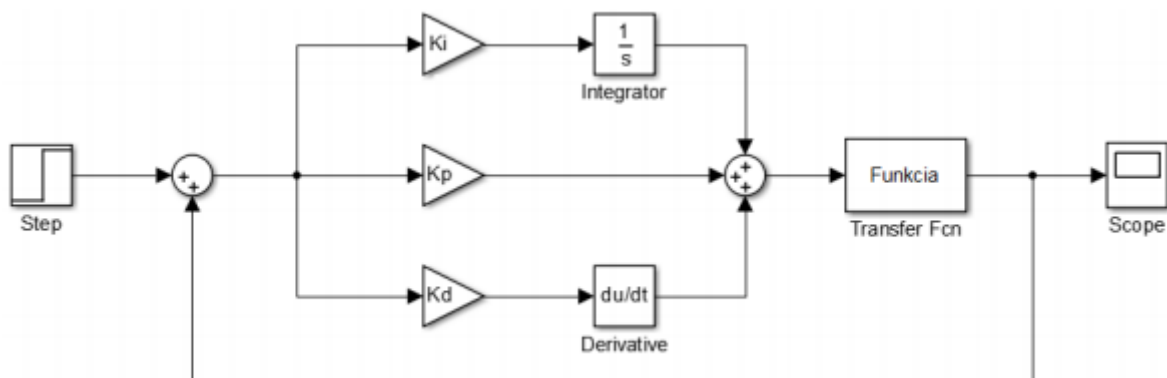 Ki
1
s
Integrator
Step
+
+
Kp
+
+
+
Funkcia
Transfer Fcn
Scope
Kd
du/dt
Derivative